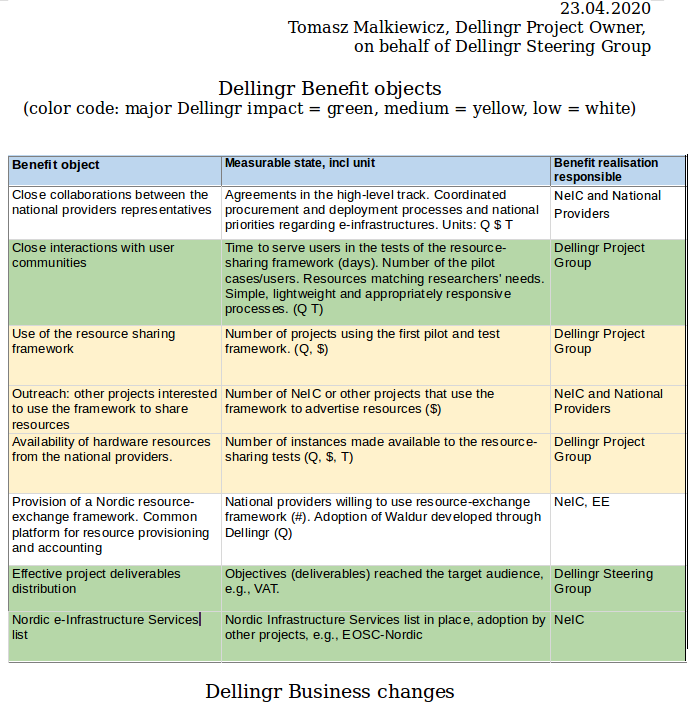 23.04.2020
Tomasz Malkiewicz, Dellingr Project Owner,
on behalf of Dellingr Steering Group
Dellingr Benefit objects
(color code: major Dellingr impact = green, medium = yellow, low = white)
Benefit object
Measurable state, incl unit
Benefit realisation
responsible
Close collaborations between the
national providers representatives
Agreements in the high-level track. Coordinated
procurement and deployment processes and national
priorities regarding e-infrastructures. Units: Q $ T
NeIC and National
Providers
Close interactions with user
communities
Time to serve users in the tests of the resource-
sharing framework (days). Number of the pilot
cases/users. Resources matching researchers' needs.
Simple, lightweight and appropriately responsive
processes. (Q T)
Dellingr Project
Group
Use of the resource sharing
framework
Number of projects using the first pilot and test
framework. (Q, $)
Dellingr Project
Group
Outreach: other projects interested
to use the framework to share
resources
Number of NeIC or other projects that use the
framework to advertise resources ($)
NeIC and National
Providers
Availability of hardware resources
from the national providers.
Number of instances made available to the resource-
sharing tests (Q, $, T)
Dellingr Project
Group
Provision of a Nordic resource-
exchange framework. Common
platform for resource provisioning
and accounting
National providers willing to use resource-exchange
framework (#). Adoption of Waldur developed through
Dellingr (Q)
NeIC, EE
Effective project deliverables
distribution
Objectives (deliverables) reached the target audience,
e.g., VAT.
Dellingr Steering
Group
Nordic e-Infrastructure Services
list
Nordic Infrastructure Services list in place, adoption by
other projects, e.g., EOSC-Nordic
NeIC
Dellingr Business changes